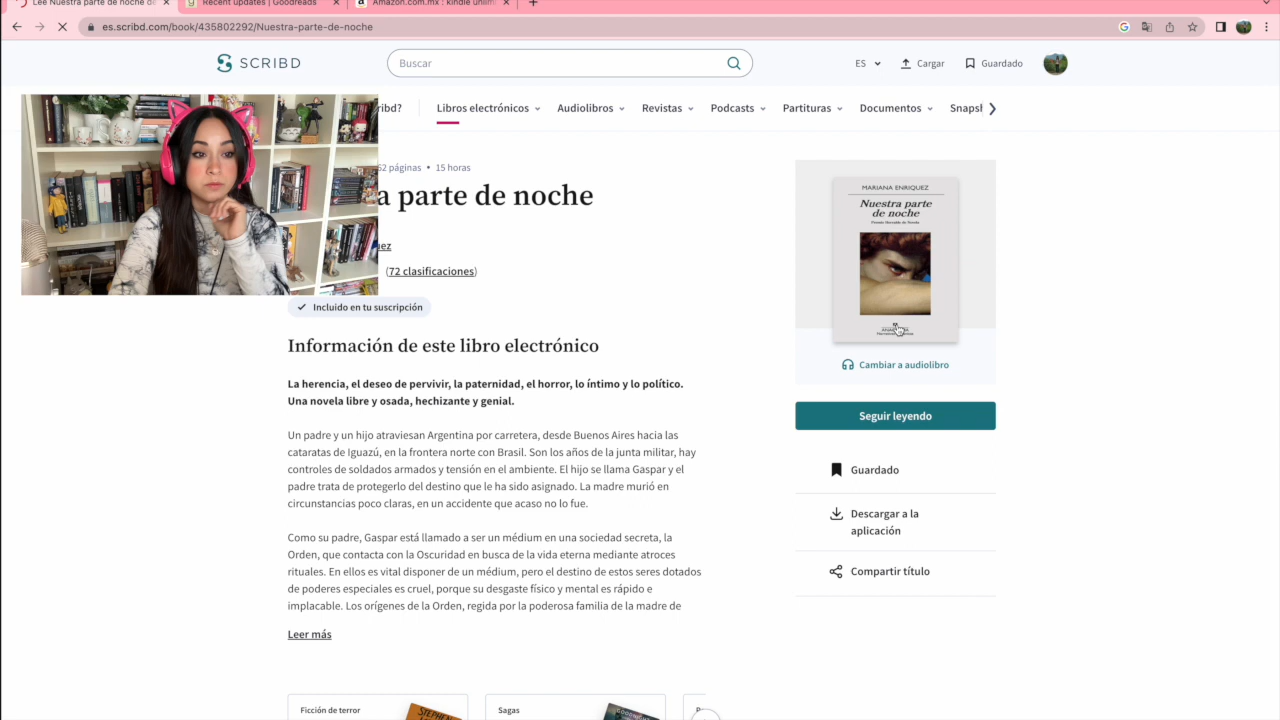 Lee Nuestra parte de noche de
Recent updates | Goodreads
Amazon.com.mx : kindle unlim
es.scribd.com/book/435802292/Nuestra-parte-de-noche
SCRIBD
Buscar
ES
Cargar
Guardado
ribd?
Libros electrónicos
Audiolibros
Revistas
Podcasts
Partituras
Documentos
Snapsh
62 páginas • 15 horas
a parte de noche
uez
(72 clasificaciones)
Incluido en tu suscripción
Información de este libro electrónico
La herencia, el deseo de pervivir, la paternidad, el horror, lo íntimo y lo político.
Una novela libre y osada, hechizante y genial.
Un padre y un hijo atraviesan Argentina por carretera, desde Buenos Aires hacia las
cataratas de Iguazú, en la frontera norte con Brasil. Son los años de la junta militar, hay
controles de soldados armados y tensión en el ambiente. El hijo se llama Gaspar y el
padre trata de protegerlo del destino que le ha sido asignado. La madre murió en
circunstancias poco claras, en un accidente que acaso no lo fue.
Como su padre, Gaspar está llamado a ser un médium en una sociedad secreta, la
Orden, que contacta con la Oscuridad en busca de la vida eterna mediante atroces
rituales. En ellos es vital disponer de un médium, pero el destino de estos seres dotados
de poderes especiales es cruel, porque su desgaste físico y mental es rápido e
implacable. Los orígenes de la Orden, regida por la poderosa familia de la madre de
Leer más
Ficción de terror
STEPHEN
Sagas
MARIANA ENRIQUEZ
Nuestra parte
de noche
Premio Herralde de Novela
Cambiar a audiolibro
Seguir leyendo
Guardado
Descargar a la
aplicación
Compartir título